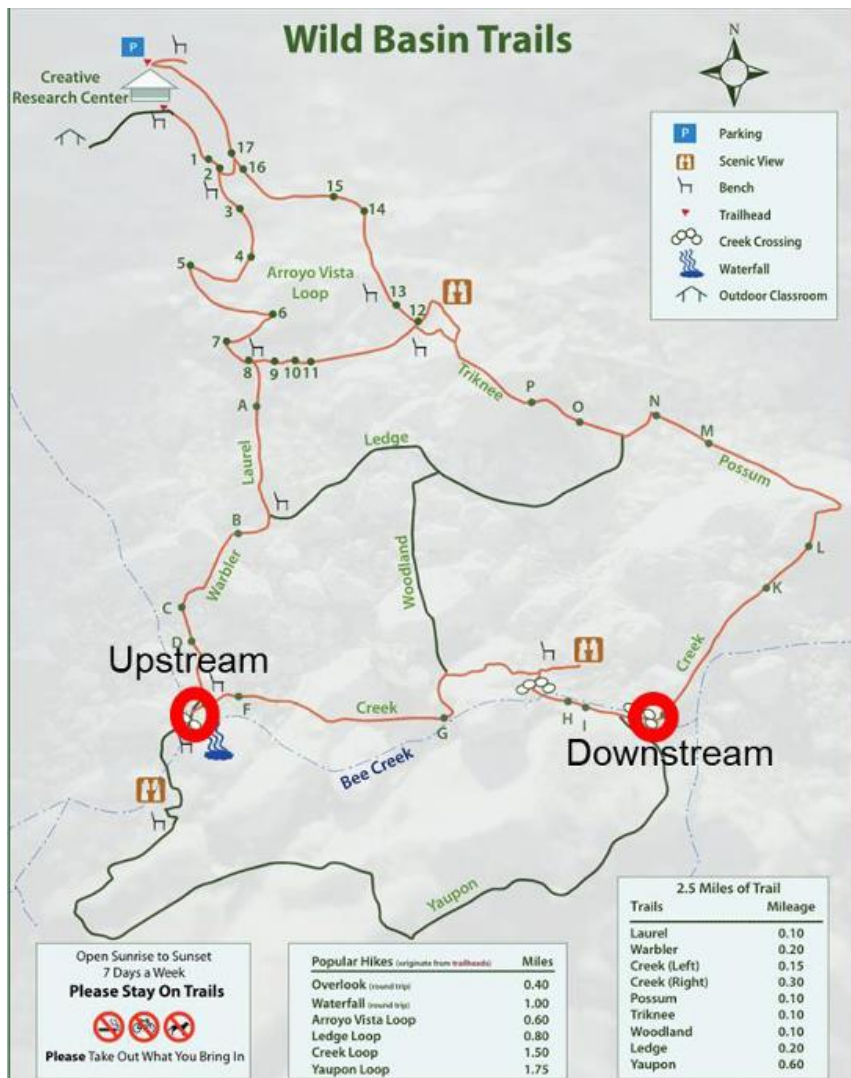 Wild Basin Trails
N
P
Creative
Research Center
P Parking
Scenic View
Bench
Trailhead
Creek Crossing
Waterfall
Outdoor Classroom
17
1
2
16
3
15
14
4
5
Arroyo Vista
Loop
6
13
12
7
8
9
10
11
Triknee
P
O
N
M
Possum
A
Laurel
Ledge
B
Warbler
Woodland
L
K
C
D
Upstream
F
Creek
G
H
I
Creek
Downstream
Bee Creek
Yaupon
Open Sunrise to Sunset
7 Days a Week
Please Stay On Trails
Please Take Out What You Bring In
Popular Hikes (originate from trailheads) Miles
Overlook (round trip) 0.40
Waterfall (round trip) 1.00
Arroyo Vista Loop 0.60
Ledge Loop 0.80
Creek Loop 1.50
Yaupon Loop 1.75
2.5 Miles of Trail
Trails Mileage
Laurel 0.10
Warbler 0.20
Creek (Left) 0.15
Creek (Right) 0.30
Possum 0.10
Triknee 0.10
Woodland 0.10
Ledge 0.20
Yaupon 0.60